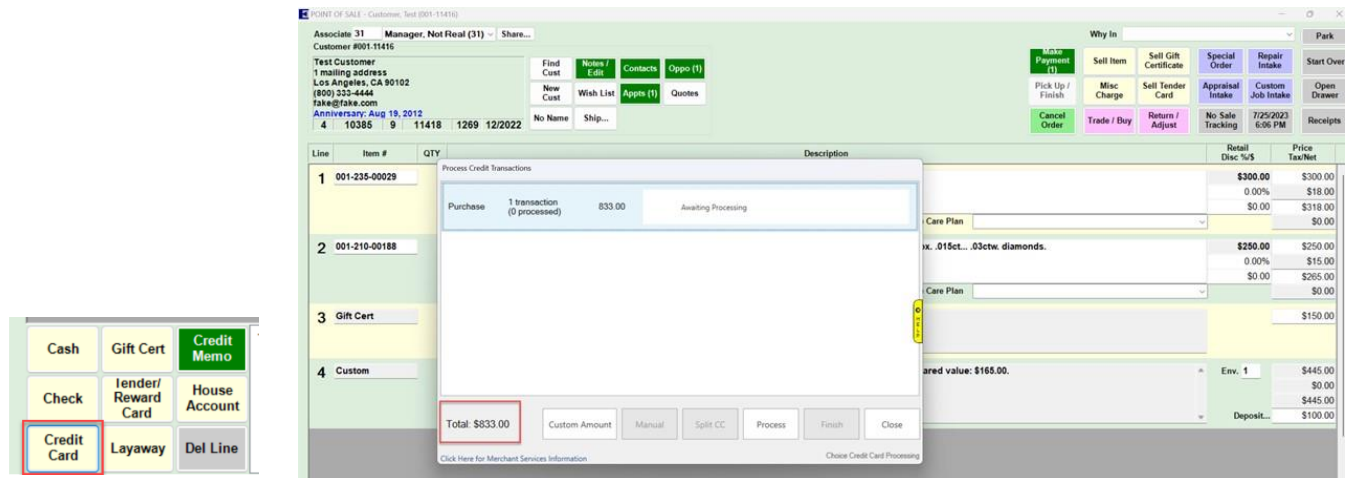 Cash Gift Cert Credit Memo
Check Tender/ Reward Card House Account
Credit Card Layaway Del Line
POINT OF SALE - Customer, Test (001-11416)
Associate 31 Manager, Not Real (31) Share...
Customer #001-11416
Test Customer
1 mailing address
Los Angeles, CA 90102
(800) 333-4444
fake@fake.com
Anniversary: Aug 19, 2012
4 10385 9 11418 1269 12/2022
Find Cust Notes / Edit Contacts Oppo (1)
New Cust Wish List Appts (1) Quotes
No Name Ship...
Why In Park
Make Payment (1) Sell Item Sell Gift Certificate Special Order Repair Intake Start Over
Pick Up / Finish Misc Charge Sell Tender Card Appraisal Intake Custom Job Intake Open Drawer
Cancel Order Trade / Buy Return / Adjust No Sale Tracking 7/25/2023 6:06 PM Receipts
Line Item # QTY Description Retail Disc %/$ Price Tax/Net
1 001-235-00029 $300.00 $300.00
0.00% $18.00
$0.00 $318.00
Care Plan $0.00
2 001-210-00188 ox. .015ct... .03ctw. diamonds. $250.00 $250.00
0.00% $15.00
$0.00 $265.00
Care Plan $0.00
3 Gift Cert $150.00
4 Custom ared value: $165.00. Env. 1 $445.00
$0.00
$445.00
Deposit... $100.00
Process Credit Transactions
Purchase 1 transaction (0 processed) 833.00 Awaiting Processing
HELP
Total: $833.00 Custom Amount Manual Split CC Process Finish Close
Click Here for Merchant Services Information Choice Credit Card Processing